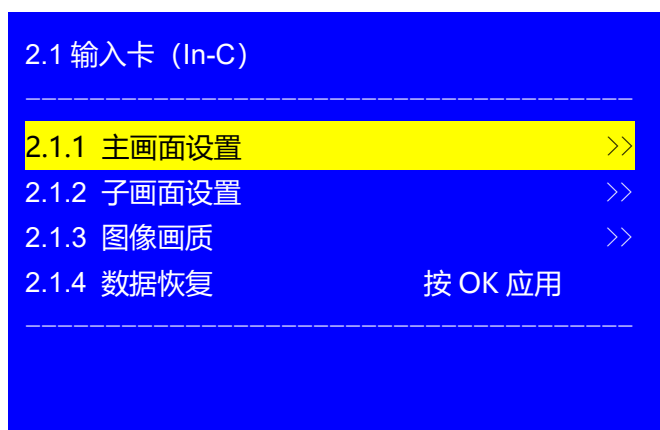 2.1 输入卡（In-C）
2.1.1 主画面设置 >>
2.1.2 子画面设置 >>
2.1.3 图像画质 >>
2.1.4 数据恢复 按 OK 应用